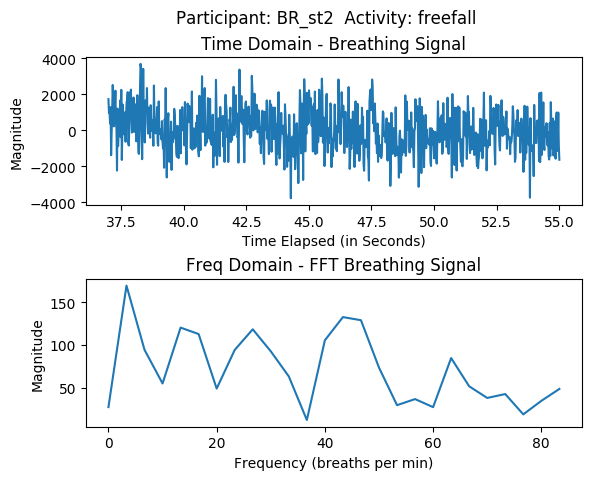 Participant: BR_st2  Activity: freefall
Time Domain - Breathing Signal
4000
2000
0
−2000
−4000
Magnitude
37.5 40.0 42.5 45.0 47.5 50.0 52.5 55.0
Time Elapsed (in Seconds)
Freq Domain - FFT Breathing Signal
150
100
50
Magnitude
0 20 40 60 80
Frequency (breaths per min)